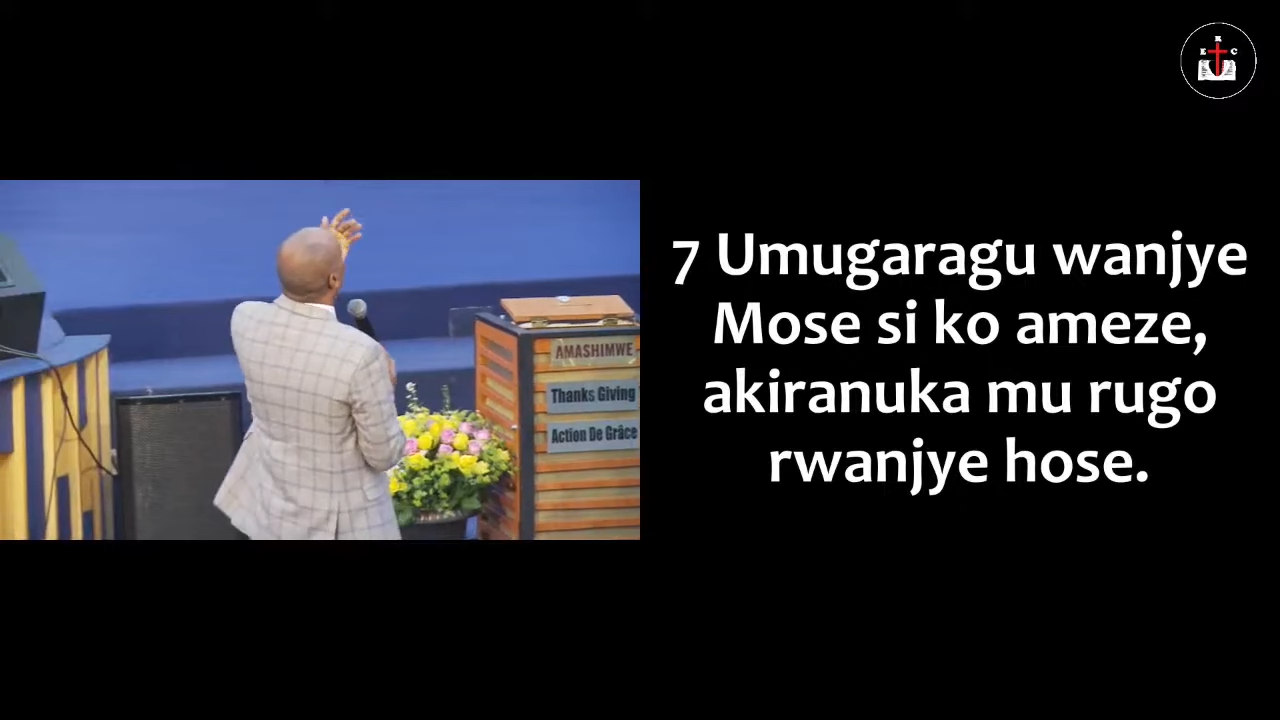 E K C
7 Umugaragu wanjye
Mose si ko ameze,
akiranuka mu rugo
rwanjye hose.
AMASHIMWE
Thanks Giving
Action De Grâce